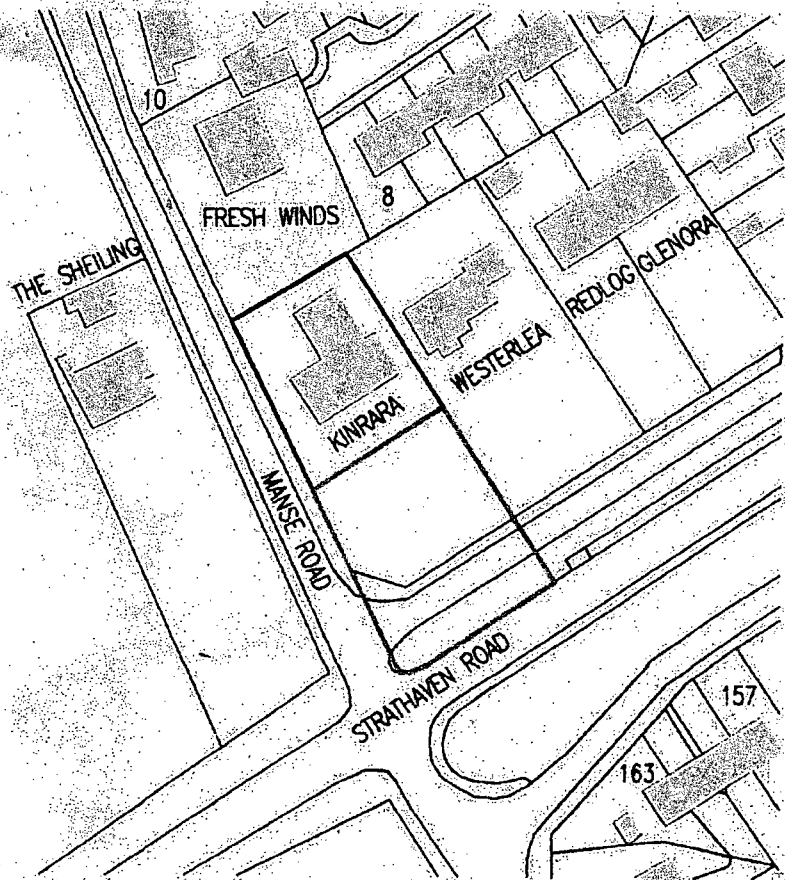 10
FRESH WINDS
8
THE SHEILING
REDLOG
GLENORA
WESTERLEA
KINRARA
MANSE ROAD
STRATHAVEN ROAD
157
163